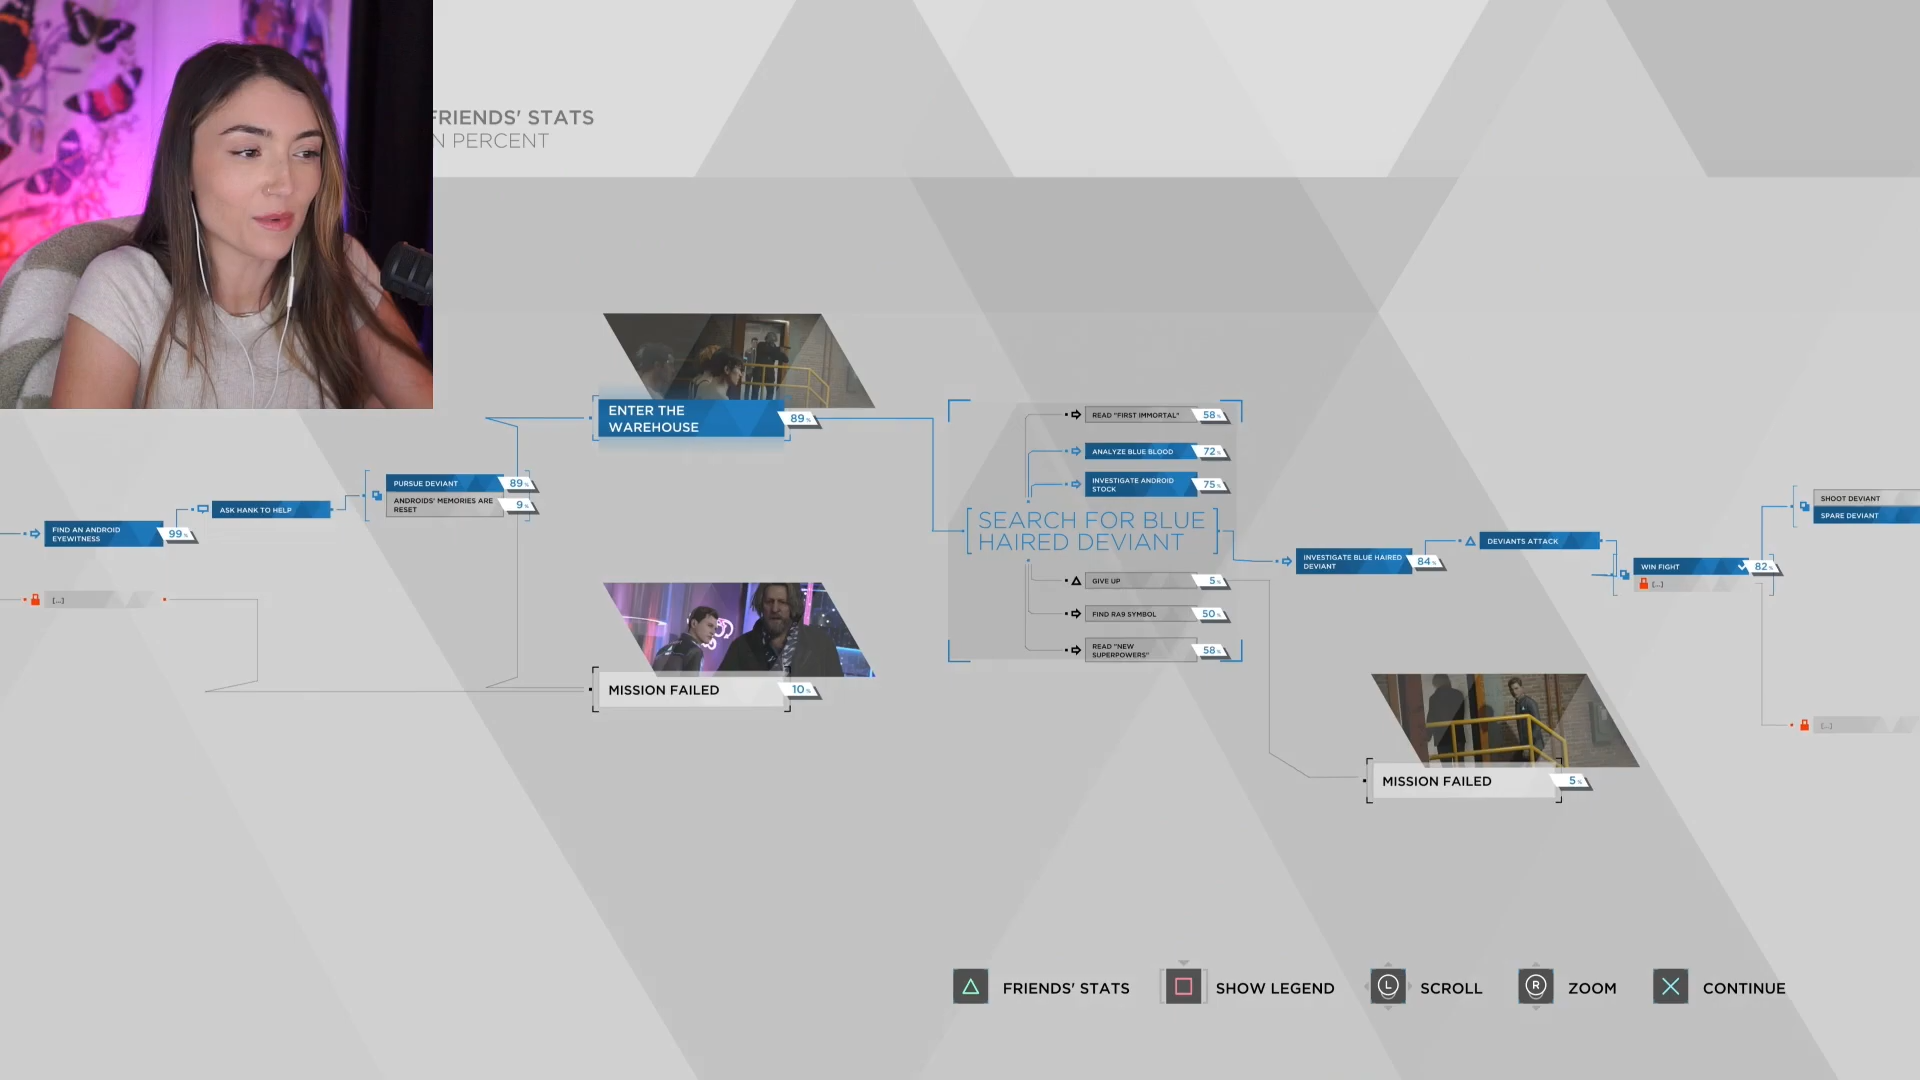 FRIENDS' STATS
N PERCENT
ENTER THE
WAREHOUSE
89%
READ "FIRST IMMORTAL"
58%
ANALYZE BLUE BLOOD
72%
INVESTIGATE ANDROID
STOCK
75%
PURSUE DEVIANT
89%
ANDROIDS' MEMORIES ARE
RESET
9%
ASK HANK TO HELP
FIND AN ANDROID
EYEWITNESS
99%
[...]
SEARCH FOR BLUE
HAIRED DEVIANT
INVESTIGATE BLUE HAIRED
DEVIANT
84%
DEVIANTS ATTACK
WIN FIGHT
82%
[...]
SHOOT DEVIANT
SPARE DEVIANT
GIVE UP
5%
FIND RA9 SYMBOL
50%
READ "NEW
SUPERPOWERS"
58%
MISSION FAILED
10%
[...]
MISSION FAILED
5%
FRIENDS' STATS
SHOW LEGEND
L
SCROLL
R
ZOOM
CONTINUE